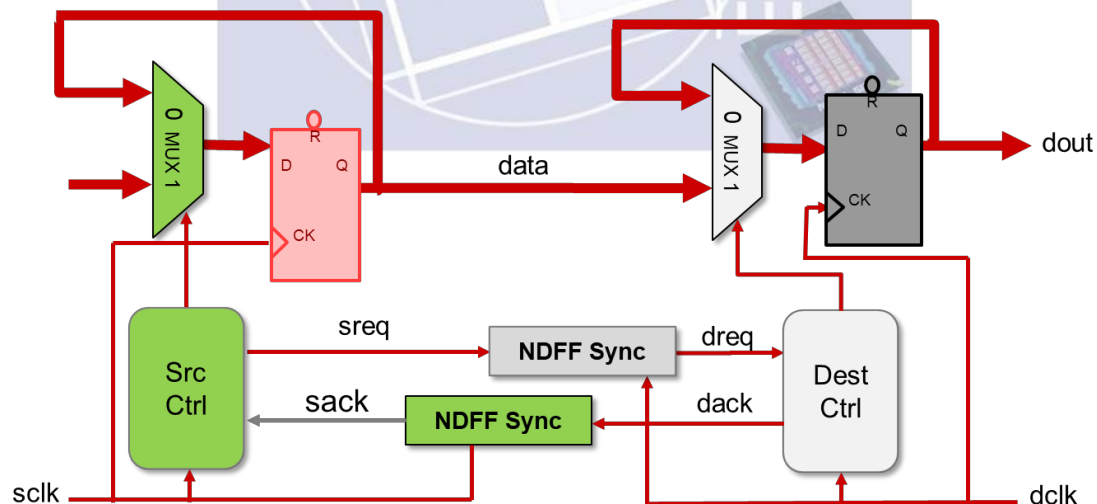 0 MUX 1
R
D
Q
CK
data
0 MUX 1
R
D
Q
CK
dout
Src
Ctrl
sreq
NDFF Sync
dreq
Dest
Ctrl
sack
NDFF Sync
dack
sclk
dclk